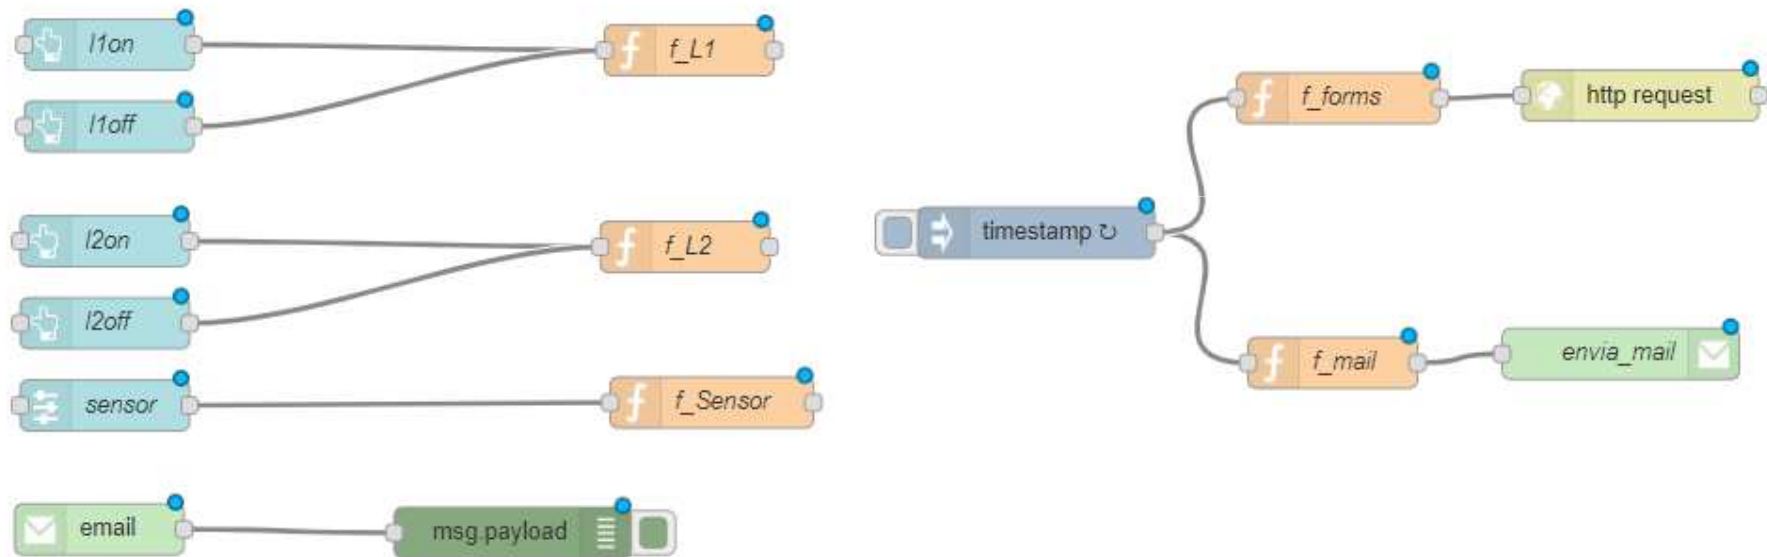 l1on
f_L1
l1off
l2on
f_L2
l2off
sensor
f_Sensor
email
msg.payload
timestamp ↻
f_forms
http request
f_mail
envia_mail